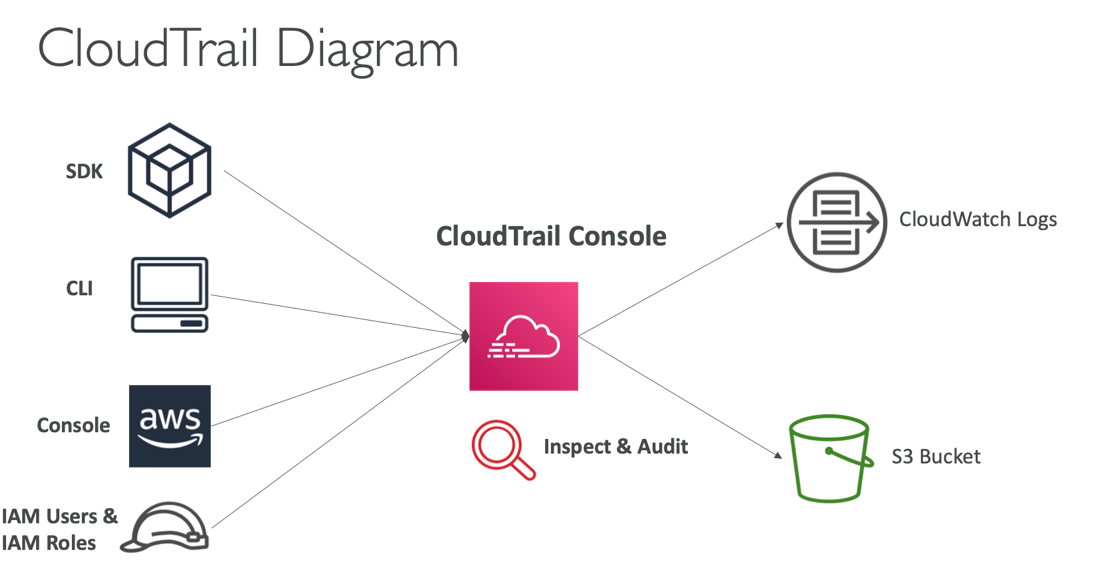 CloudTrail Diagram
SDK
CLI
Console
aws
IAM Users &
IAM Roles
CloudTrail Console
Inspect & Audit
CloudWatch Logs
S3 Bucket